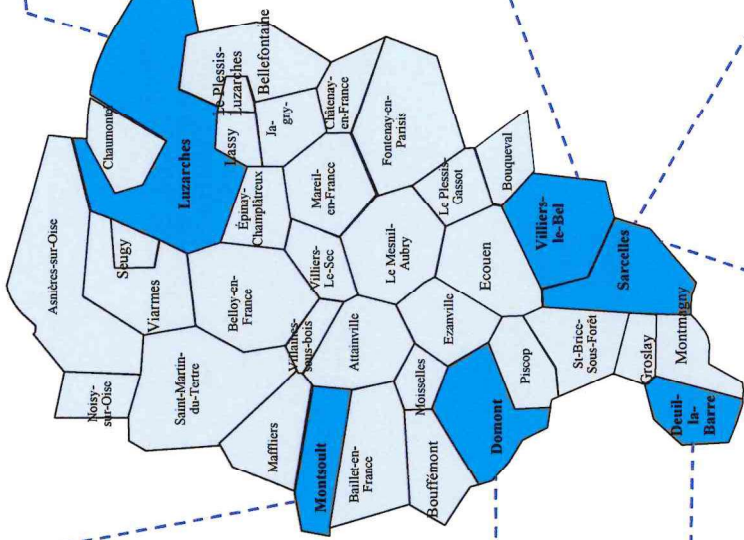 Asnières-sur-Oise
Noisy-
sur-Oise
Chaumontel
Seugy
Viarmes
Luzarches
Saint-Martin-
du-Tertre
Le Plessis-
Luzarches
Lassy
Bellefontaine
Belloy-en-
France
Épinay-
Champlâtreux
Ja-
gny-
Maffliers
Villaines-
sous-bois
Villiers-
Le-Sec
Mareil-
en-France
Châtenay-
en-France
Montsoult
Baillet-en-
France
Attainville
Le Mesnil-
Aubry
Fontenay-en-
Parisis
Bouffémont
Moisselles
Ezanville
Ecouen
Le Plessis-
Gassot
Bouqueval
Domont
Piscop
Villiers-
le-Bel
St-Brice-
Sous-Forêt
Sarcelles
Groslay
Montmagny
Deuil-
la-
Barre